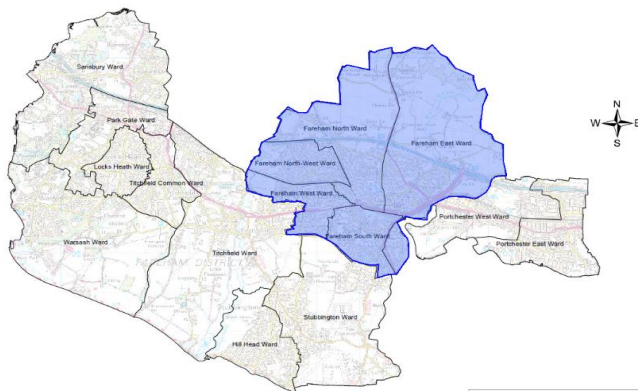 Sarisbury Ward
Park Gate Ward
Locks Heath Ward
Titchfield Common Ward
Warsash Ward
Titchfield Ward
Hill Head Ward
Stubbington Ward
Fareham North Ward
Fareham East Ward
Fareham North-West Ward
Fareham West Ward
Fareham South Ward
Portchester West Ward
Portchester East Ward
N
W E
S